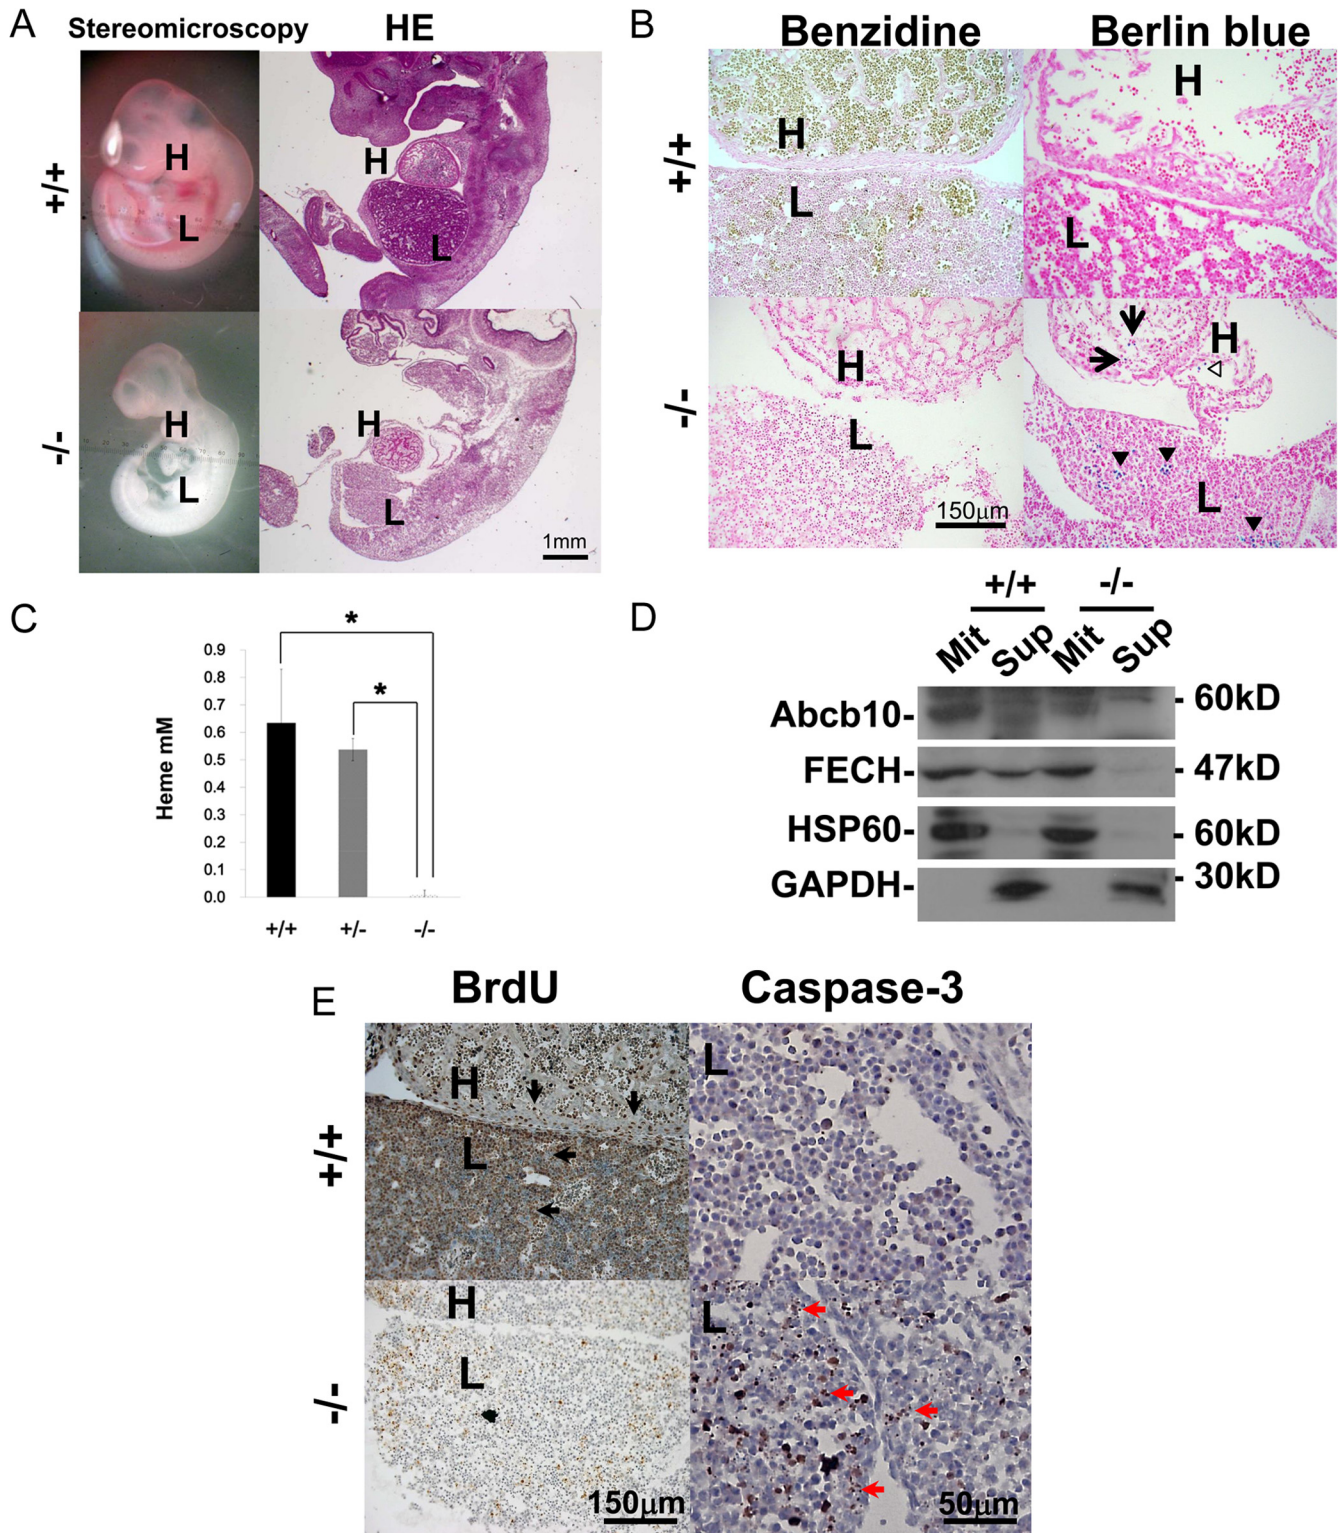 A
Stereomicroscopy HE
+/+
H
L
H
L
-/-
H
L
H
L
1mm
B
Benzidine Berlin blue
+/+
H
L
H
L
-/-
H
L
150μm
H
L
C
Heme mM
0.9
0.8
0.7
0.6
0.5
0.4
0.3
0.2
0.1
0.0
*
*
+/+ +/- -/-
D
+/+ -/-
Mit Sup Mit Sup
Abcb10- - 60kD
FECH- - 47kD
HSP60- - 60kD
GAPDH- - 30kD
E
BrdU Caspase-3
+/+
H
L
L
-/-
H
L
150μm
L
50μm